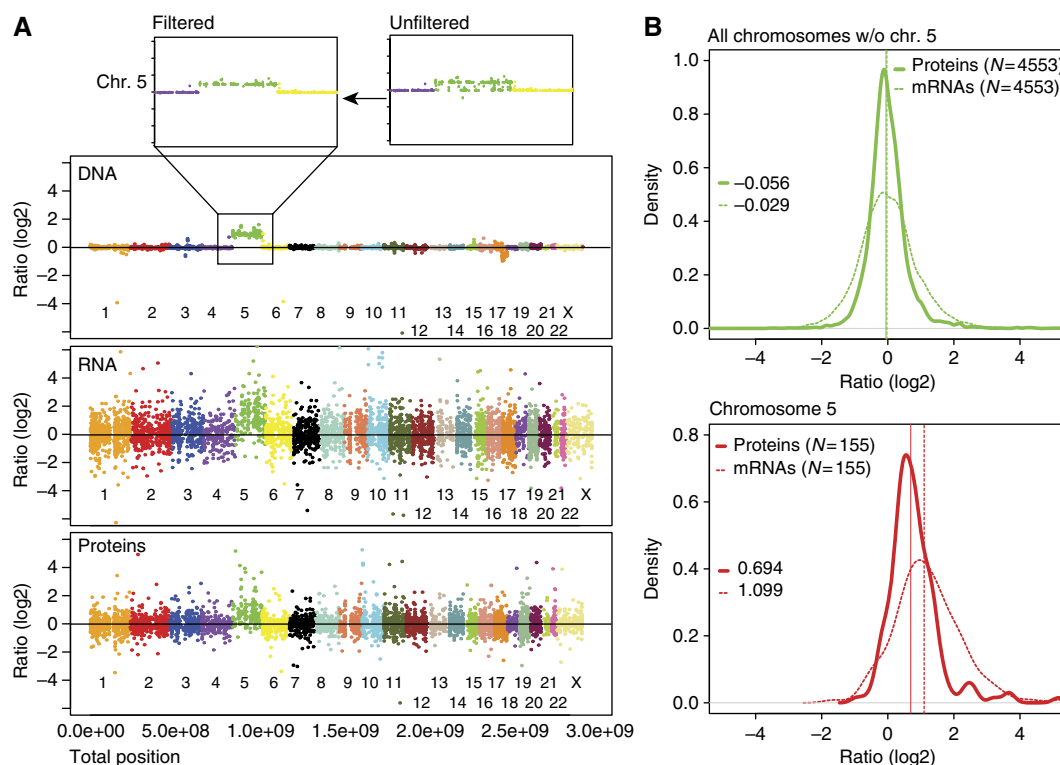 A
Filtered
Unfiltered
Chr. 5
DNA
Ratio (log2)
4
2
0
−2
−4
1 2 3 4 5 6 7 8 9 10 11 13 15 17 19 21 X
12 14 16 18 20 22
RNA
Ratio (log2)
4
2
0
−2
−4
1 2 3 4 5 6 7 8 9 10 11 13 15 17 19 21 X
12 14 16 18 20 22
Proteins
Ratio (log2)
4
2
0
−2
−4
1 2 3 4 5 6 7 8 9 10 11 13 15 17 19 21 X
12 14 16 18 20 22
0.0e+00 5.0e+08 1.0e+09 1.5e+09 2.0e+09 2.5e+09 3.0e+09
Total position
B
All chromosomes w/o chr. 5
Proteins (N=4553)
mRNAs (N=4553)
−0.056
−0.029
Density
1.0
0.8
0.6
0.4
0.2
0.0
−4 −2 0 2 4
Ratio (log2)
Chromosome 5
Proteins (N=155)
mRNAs (N=155)
0.694
1.099
Density
0.8
0.6
0.4
0.2
0.0
−4 −2 0 2 4
Ratio (log2)